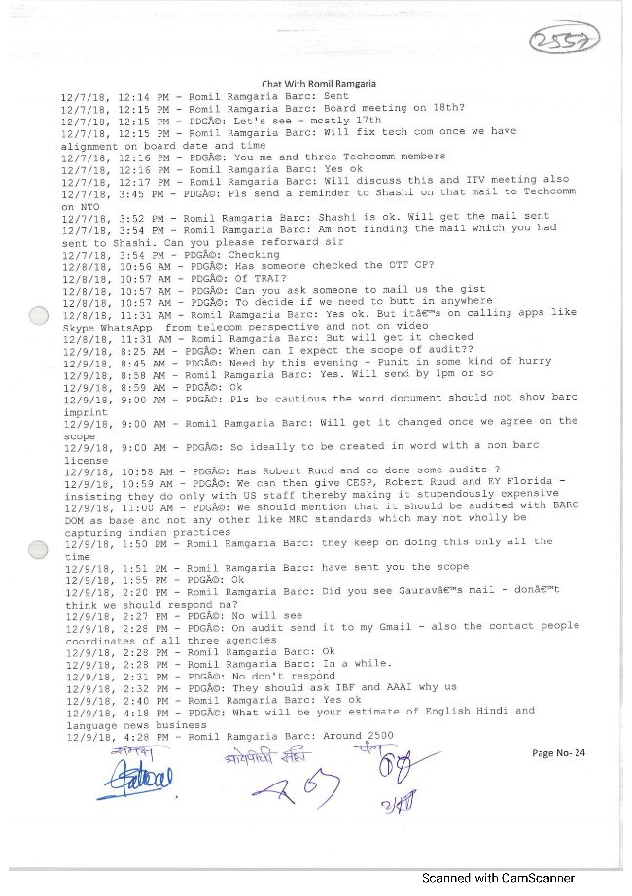 2557
Chat With Romil Ramgaria
12/7/18, 12:14 PM - Romil Ramgaria Barc: Sent
12/7/18, 12:15 PM - Romil Ramgaria Barc: Board meeting on 18th?
12/7/18, 12:15 PM - PDGÃ©: Let's see - mostly 17th
12/7/18, 12:15 PM - Romil Ramgaria Barc: Will fix tech com once we have
alignment on board date and time
12/7/18, 12:16 PM - PDGÃ©: You me and three Techcomm members
12/7/18, 12:16 PM - Romil Ramgaria Barc: Yes ok
12/7/18, 12:17 PM - Romil Ramgaria Barc: Will discuss this and ITV meeting also
12/7/18, 3:45 PM - PDGÃ©: Pls send a reminder to Shashi on that mail to Techcomm
on NTO
12/7/18, 3:52 PM - Romil Ramgaria Barc: Shashi is ok. Will get the mail sent
12/7/18, 3:54 PM - Romil Ramgaria Barc: Am not finding the mail which you had
sent to Shashi. Can you please reforward sir
12/7/18, 3:54 PM - PDGÃ©: Checking
12/8/18, 10:56 AM - PDGÃ©: Has someone checked the OTT CP?
12/8/18, 10:57 AM - PDGÃ©: Of TRAI?
12/8/18, 10:57 AM - PDGÃ©: Can you ask someone to mail us the gist
12/8/18, 10:57 AM - PDGÃ©: To decide if we need to butt in anywhere
12/8/18, 11:31 AM - Romil Ramgaria Barc: Yes ok. But itâ€™s on calling apps like
Skype WhatsApp  from telecom perspective and not on video
12/8/18, 11:31 AM - Romil Ramgaria Barc: But will get it checked
12/9/18, 8:25 AM - PDGÃ©: When can I expect the scope of audit??
12/9/18, 8:45 AM - PDGÃ©: Need by this evening - Punit in some kind of hurry
12/9/18, 8:58 AM - Romil Ramgaria Barc: Yes. Will send by 1pm or so
12/9/18, 8:59 AM - PDGÃ©: Ok
12/9/18, 9:00 AM - PDGÃ©: Pls be cautious the word document should not show barc
imprint
12/9/18, 9:00 AM - Romil Ramgaria Barc: Will get it changed once we agree on the
scope
12/9/18, 9:00 AM - PDGÃ©: So ideally to be created in word with a non barc
license
12/9/18, 10:58 AM - PDGÃ©: Has Robert Ruud and co done some audits ?
12/9/18, 10:59 AM - PDGÃ©: We can then give CESP, Robert Ruud and EY Florida -
insisting they do only with US staff thereby making it stupendously expensive
12/9/18, 11:00 AM - PDGÃ©: We should mention that it should be audited with BARC
DOM as base and not any other like MRC standards which may not wholly be
capturing indian practices
12/9/18, 1:50 PM - Romil Ramgaria Barc: they keep on doing this only all the
time
12/9/18, 1:51 PM - Romil Ramgaria Barc: have sent you the scope
12/9/18, 1:55 PM - PDGÃ©: Ok
12/9/18, 2:20 PM - Romil Ramgaria Barc: Did you see Gauravâ€™s mail - donâ€™t
think we should respond na?
12/9/18, 2:27 PM - PDGÃ©: No will see
12/9/18, 2:28 PM - PDGÃ©: On audit send it to my Gmail - also the contact people
coordinates of all three agencies
12/9/18, 2:28 PM - Romil Ramgaria Barc: Ok
12/9/18, 2:28 PM - Romil Ramgaria Barc: In a while.
12/9/18, 2:31 PM - PDGÃ©: No don't respond
12/9/18, 2:32 PM - PDGÃ©: They should ask IBF and AAAI why us
12/9/18, 2:40 PM - Romil Ramgaria Barc: Yes ok
12/9/18, 4:18 PM - PDGÃ©: What will be your estimate of English Hindi and
language news business
12/9/18, 4:28 PM - Romil Ramgaria Barc: Around 2500
समक्ष आरोपीची सही पंच
Page No- 24
Scanned with CamScanner